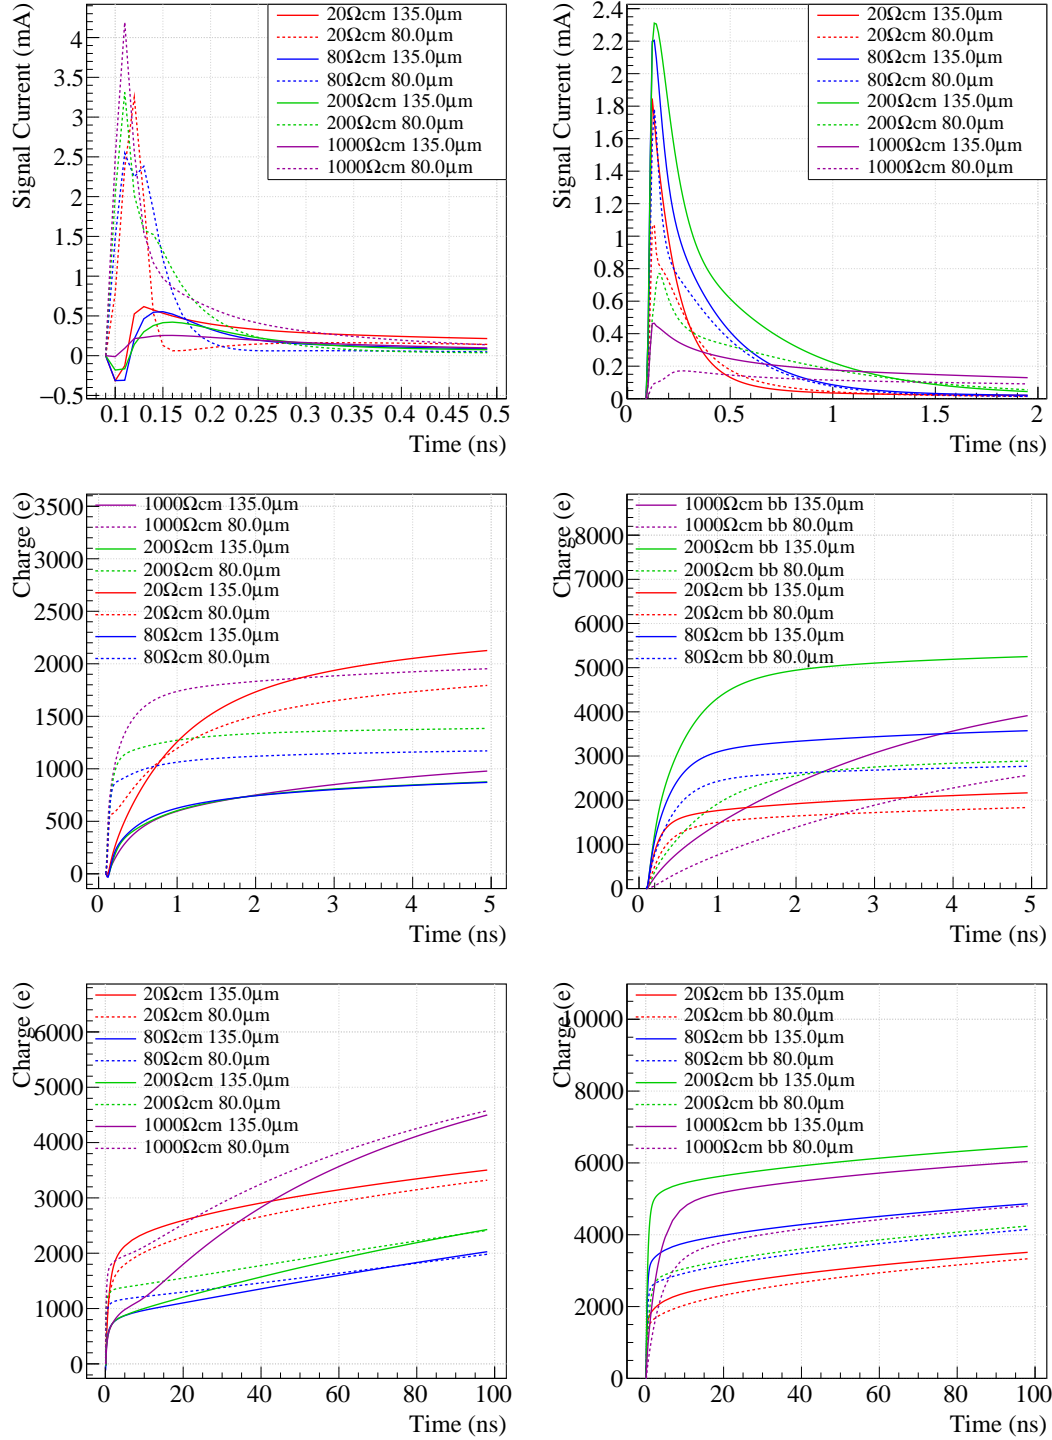 Signal Current (mA)
4
3.5
3
2.5
2
1.5
1
0.5
0
−0.5
0.1 0.15 0.2 0.25 0.3 0.35 0.4 0.45 0.5
Time (ns)
20Ωcm 135.0μm
20Ωcm 80.0μm
80Ωcm 135.0μm
80Ωcm 80.0μm
200Ωcm 135.0μm
200Ωcm 80.0μm
1000Ωcm 135.0μm
1000Ωcm 80.0μm
Signal Current (mA)
2.4
2.2
2
1.8
1.6
1.4
1.2
1
0.8
0.6
0.4
0.2
0
0 0.5 1 1.5 2
Time (ns)
20Ωcm 135.0μm
20Ωcm 80.0μm
80Ωcm 135.0μm
80Ωcm 80.0μm
200Ωcm 135.0μm
200Ωcm 80.0μm
1000Ωcm 135.0μm
1000Ωcm 80.0μm
Charge (e)
3500
3000
2500
2000
1500
1000
500
0
0 1 2 3 4 5
Time (ns)
1000Ωcm 135.0μm
1000Ωcm 80.0μm
200Ωcm 135.0μm
200Ωcm 80.0μm
20Ωcm 135.0μm
20Ωcm 80.0μm
80Ωcm 135.0μm
80Ωcm 80.0μm
Charge (e)
8000
7000
6000
5000
4000
3000
2000
1000
0
0 1 2 3 4 5
Time (ns)
1000Ωcm bb 135.0μm
1000Ωcm bb 80.0μm
200Ωcm bb 135.0μm
200Ωcm bb 80.0μm
20Ωcm bb 135.0μm
20Ωcm bb 80.0μm
80Ωcm bb 135.0μm
80Ωcm bb 80.0μm
Charge (e)
6000
5000
4000
3000
2000
1000
0
0 20 40 60 80 100
Time (ns)
20Ωcm 135.0μm
20Ωcm 80.0μm
80Ωcm 135.0μm
80Ωcm 80.0μm
200Ωcm 135.0μm
200Ωcm 80.0μm
1000Ωcm 135.0μm
1000Ωcm 80.0μm
Charge (e)
10000
8000
6000
4000
2000
0
0 20 40 60 80 100
Time (ns)
20Ωcm bb 135.0μm
20Ωcm bb 80.0μm
80Ωcm bb 135.0μm
80Ωcm bb 80.0μm
200Ωcm bb 135.0μm
200Ωcm bb 80.0μm
1000Ωcm bb 135.0μm
1000Ωcm bb 80.0μm